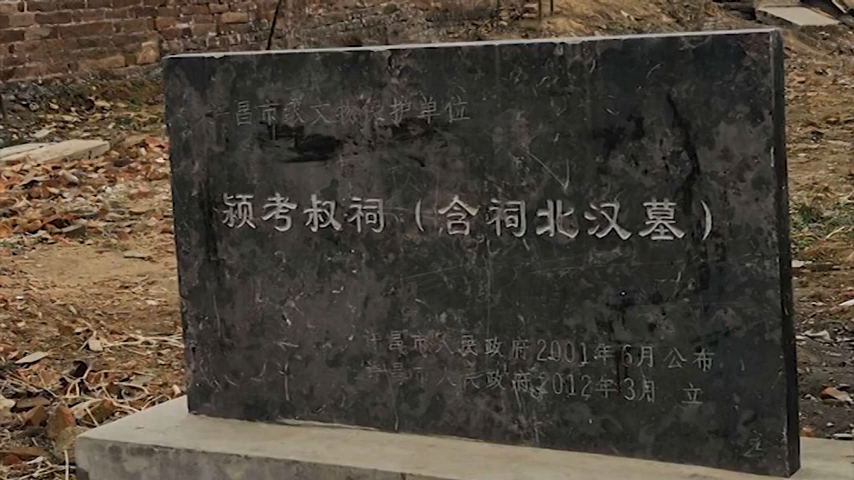 许昌市级文物保护单位
颍考叔祠（含祠北汉墓）
许昌市人民政府2001年6月公布
许昌市人民政府2012年3月 立